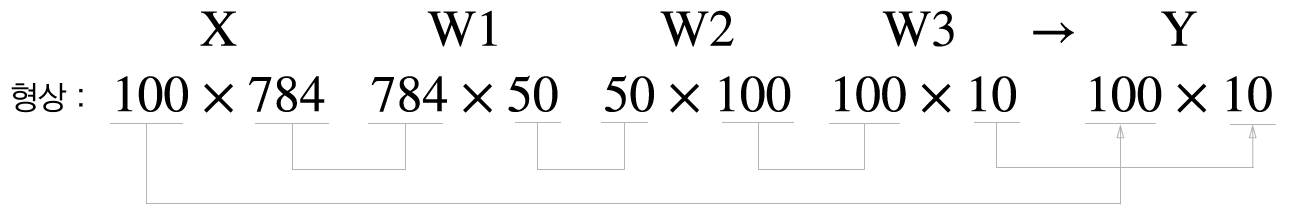 X W1 W2 W3 → Y
형상 : 100 × 784 784 × 50 50 × 100 100 × 10 100 × 10